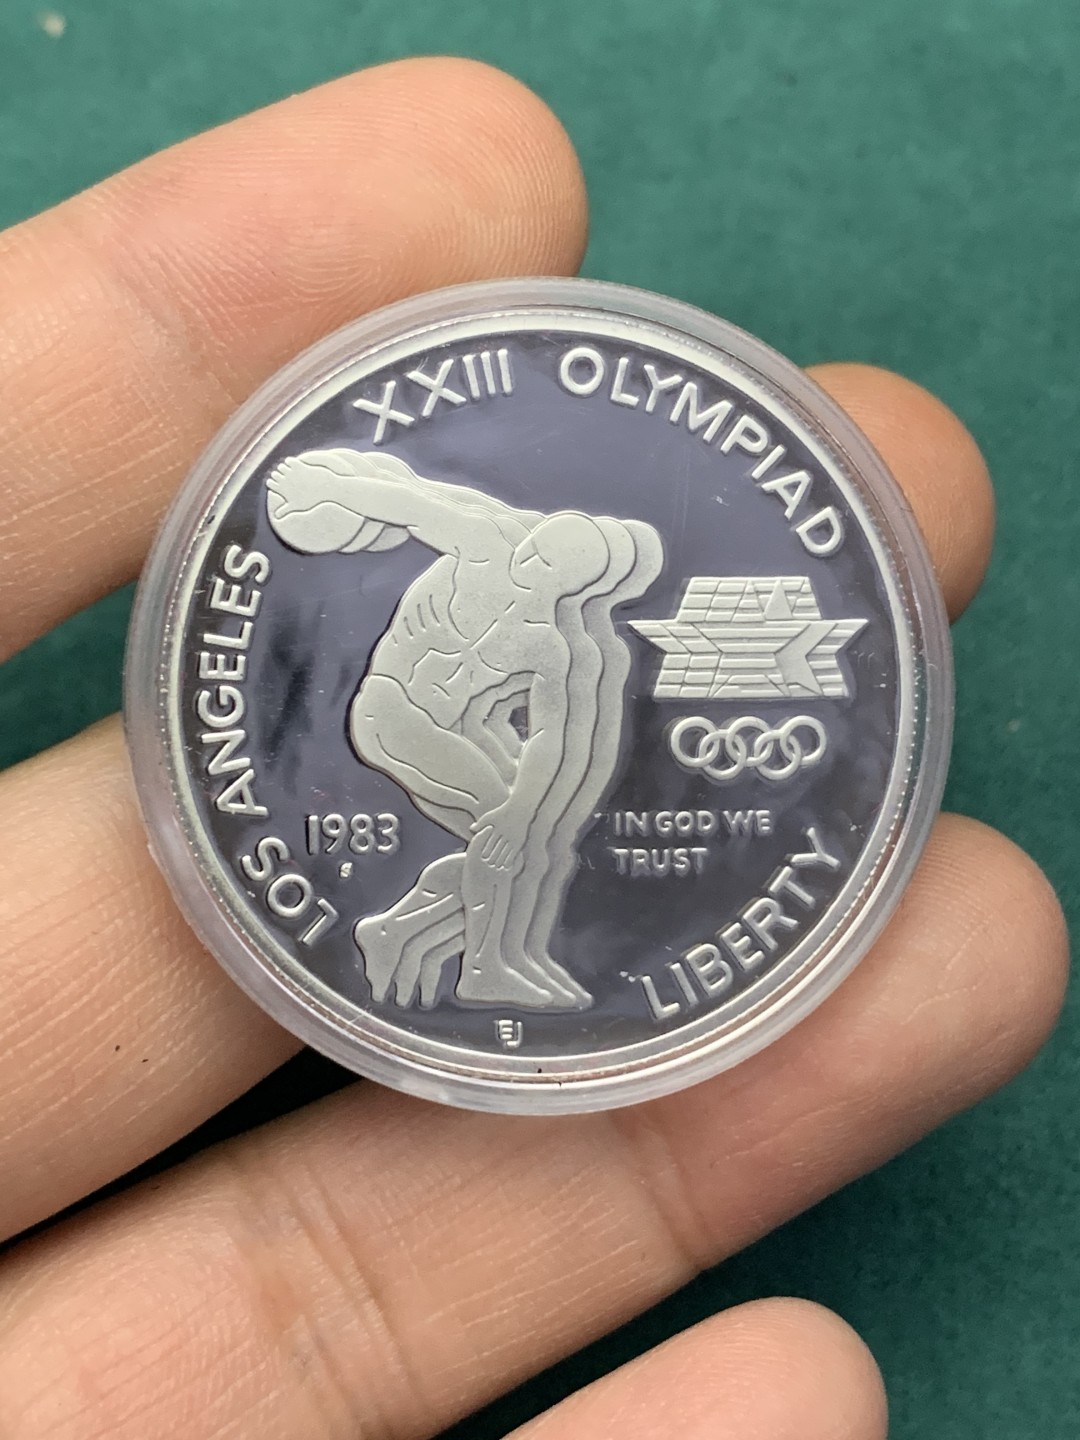 XXIII OLYMPIAD
LOS ANGELES
1983
S
IN GOD WE
TRUST
LIBERTY
EJ